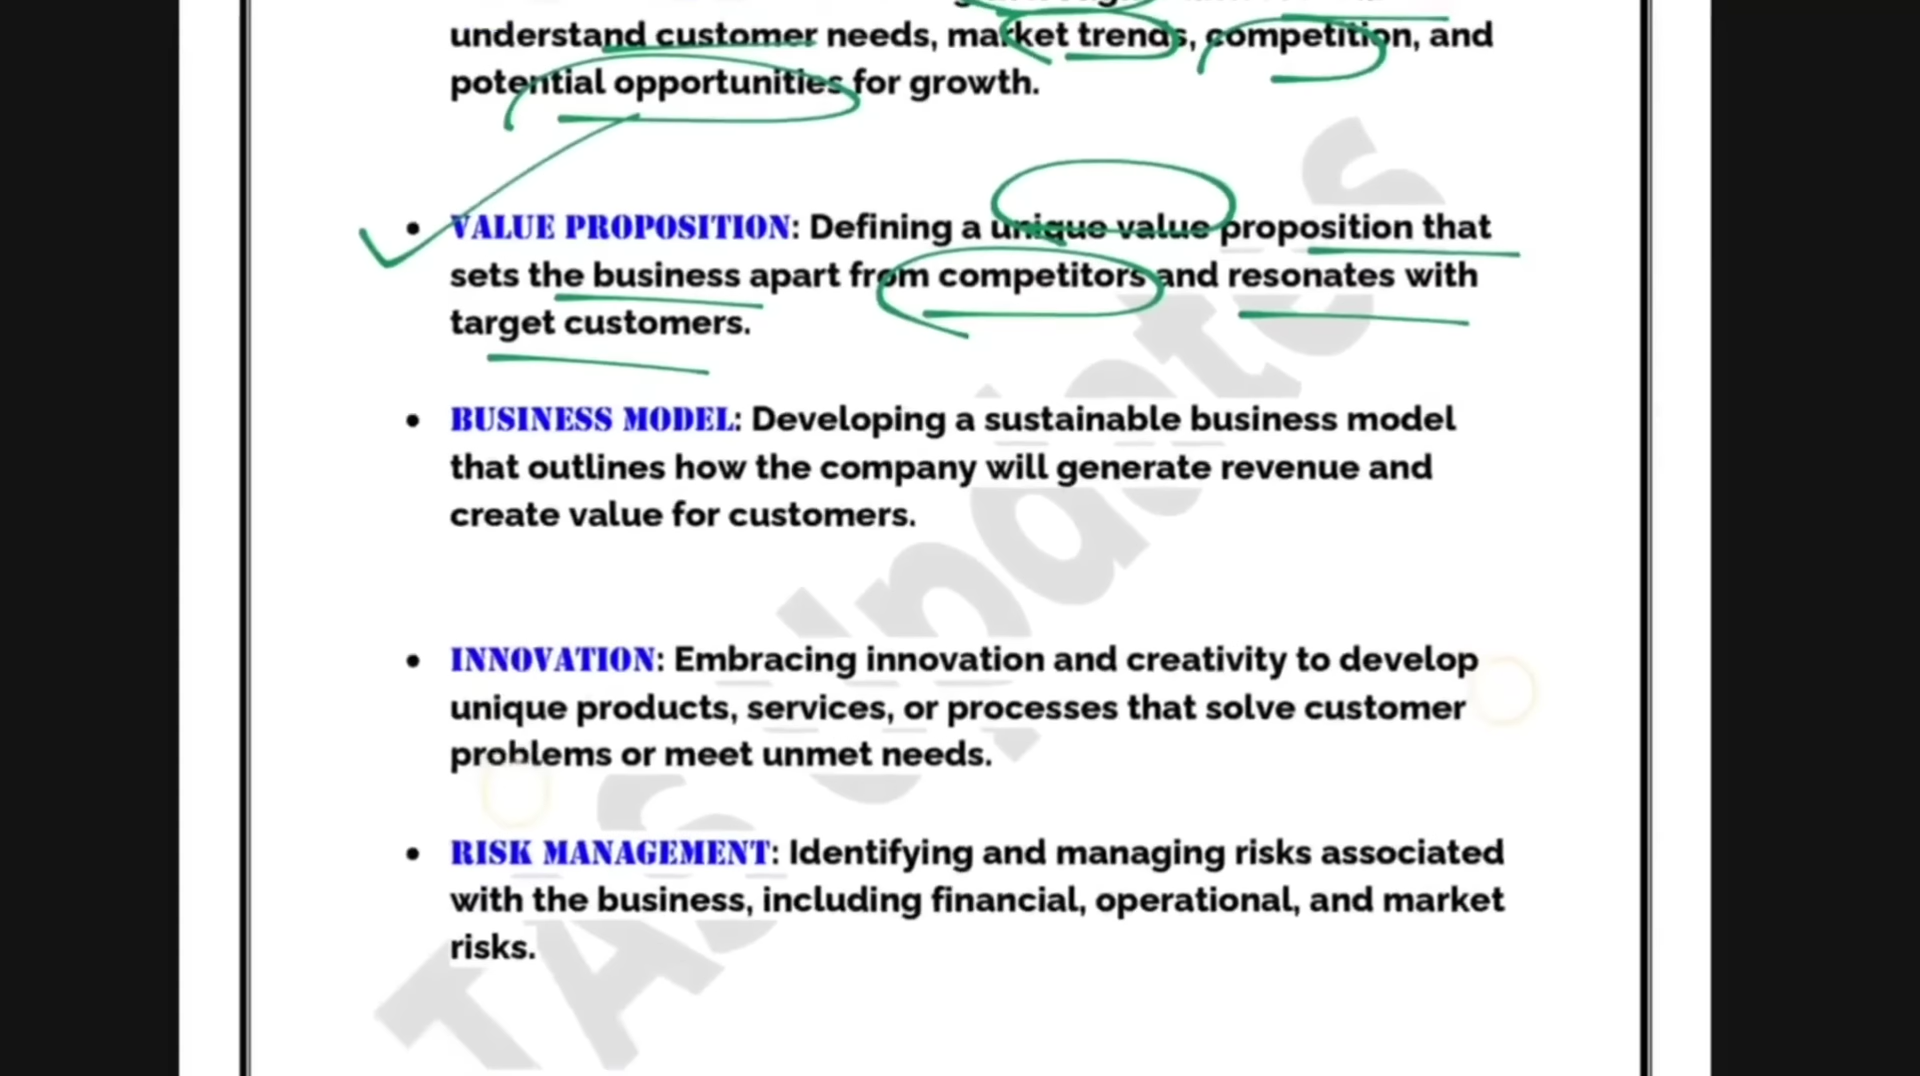 understand customer needs, market trends, competition, and
potential opportunities for growth.
• VALUE PROPOSITION: Defining a unique value proposition that
sets the business apart from competitors and resonates with
target customers.
• BUSINESS MODEL: Developing a sustainable business model
that outlines how the company will generate revenue and
create value for customers.
• INNOVATION: Embracing innovation and creativity to develop
unique products, services, or processes that solve customer
problems or meet unmet needs.
• RISK MANAGEMENT: Identifying and managing risks associated
with the business, including financial, operational, and market
risks.
TAS Updates